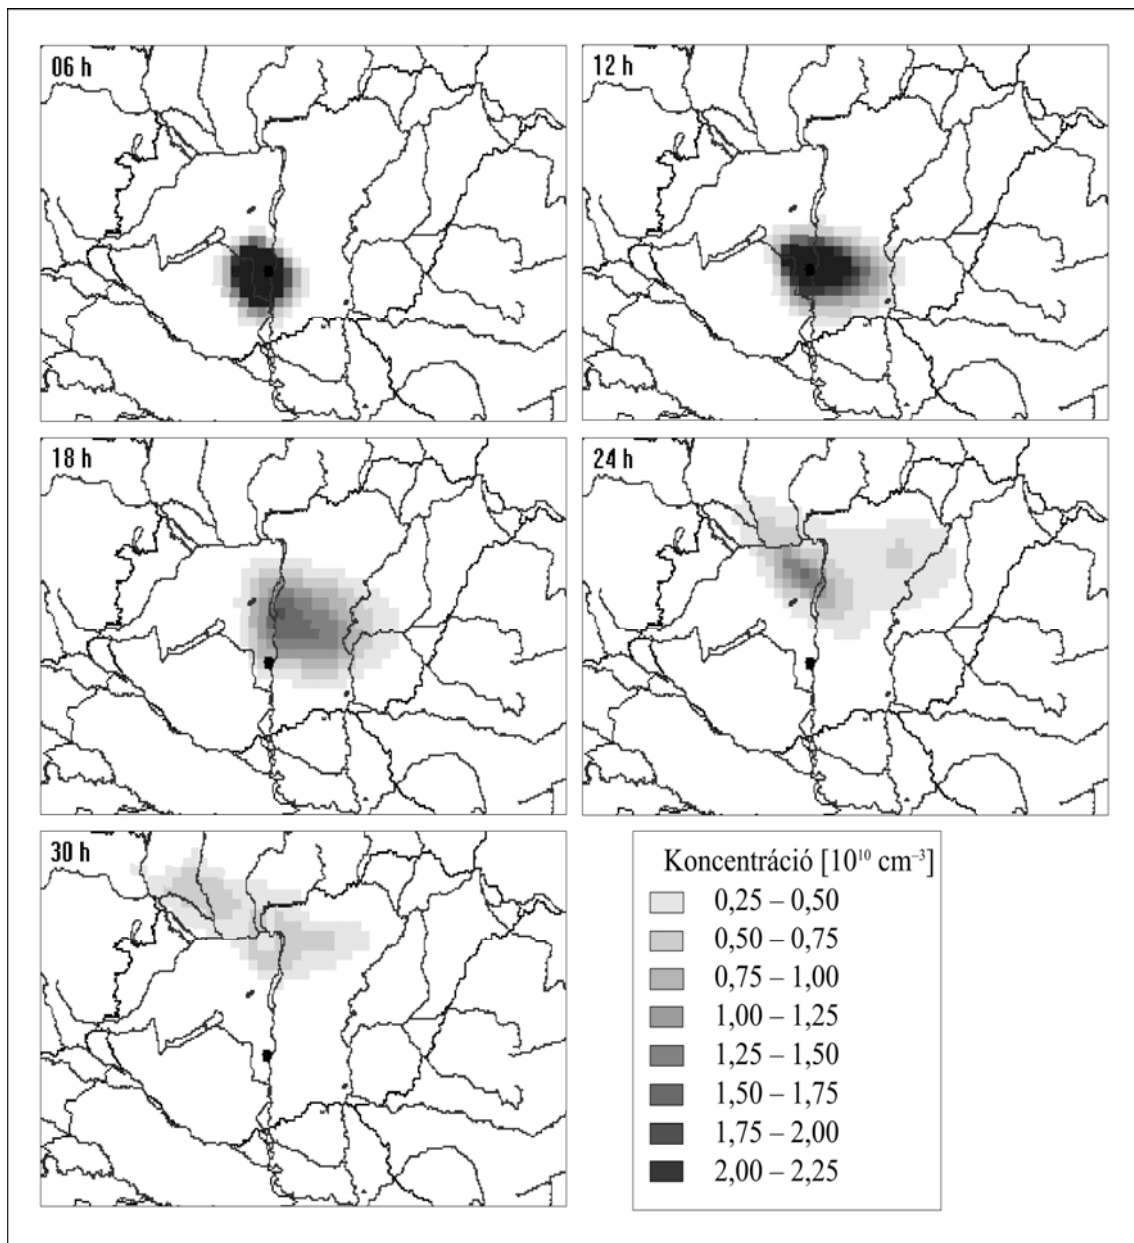 06 h
12 h
18 h
24 h
30 h
Koncentráció [10¹⁰ cm⁻³]
0,25 – 0,50
0,50 – 0,75
0,75 – 1,00
1,00 – 1,25
1,25 – 1,50
1,50 – 1,75
1,75 – 2,00
2,00 – 2,25